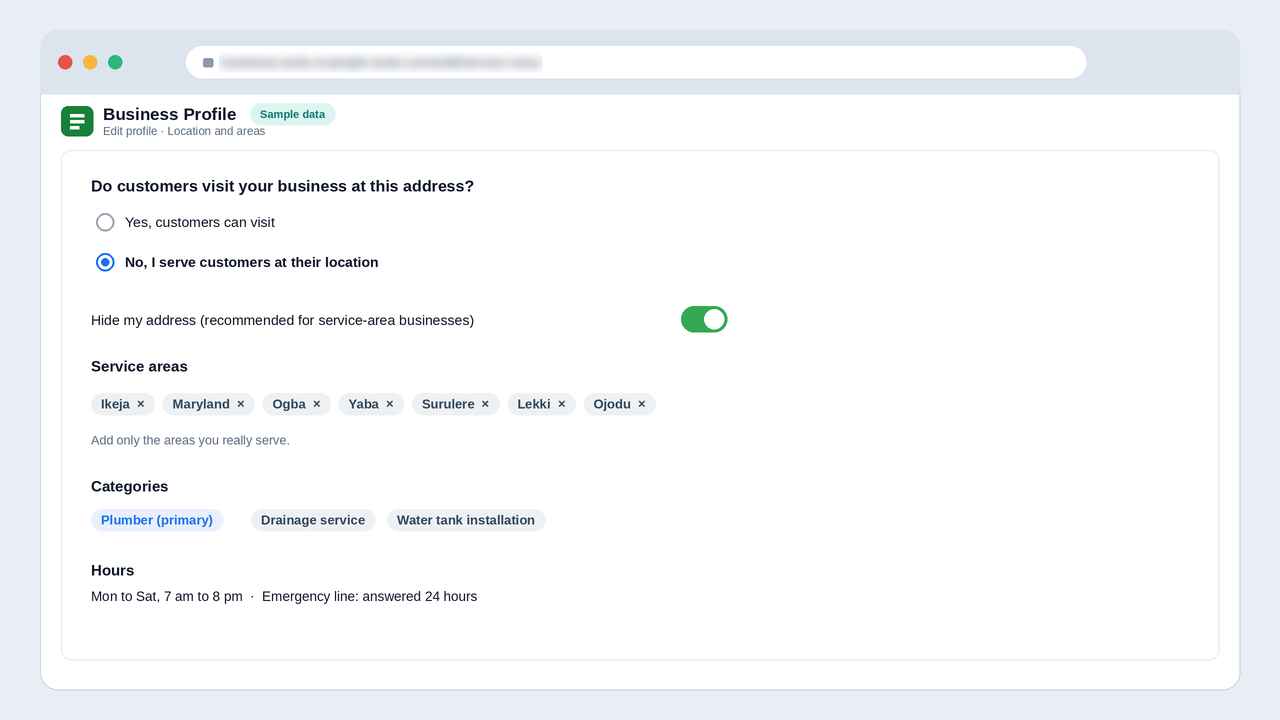 Business Profile
Sample data
Edit profile · Location and areas
Do customers visit your business at this address?
Yes, customers can visit
No, I serve customers at their location
Hide my address (recommended for service-area businesses)
Service areas
Ikeja × Maryland × Ogba × Yaba × Surulere × Lekki × Ojodu ×
Add only the areas you really serve.
Categories
Plumber (primary) Drainage service Water tank installation
Hours
Mon to Sat, 7 am to 8 pm · Emergency line: answered 24 hours